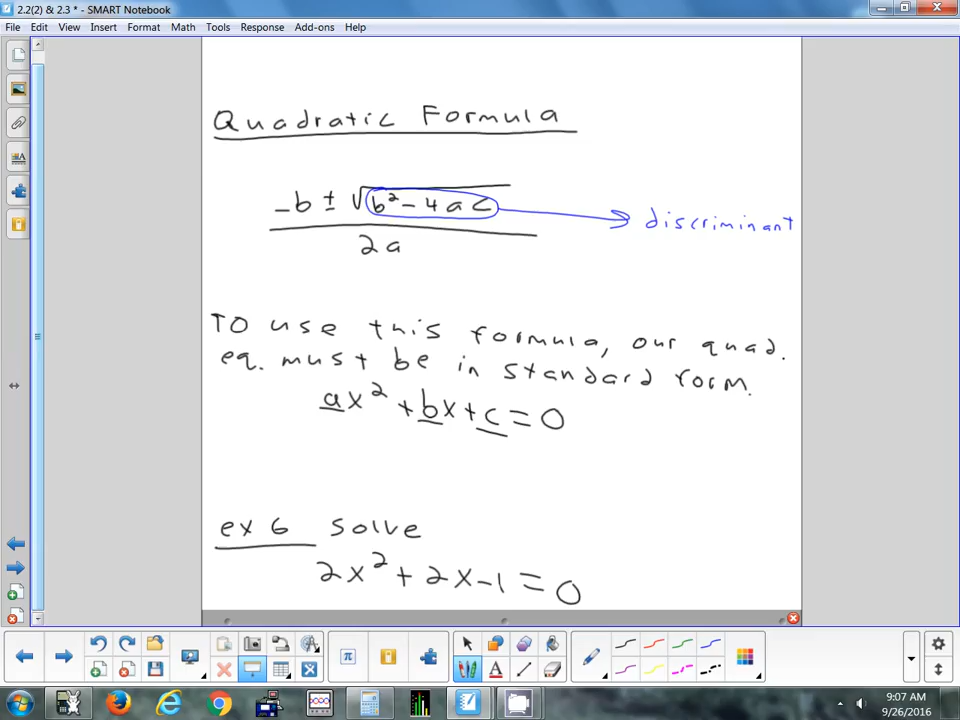 2.2(2) & 2.3 * - SMART Notebook
File Edit View Insert Format Math Tools Response Add-ons Help
Quadratic Formula
-b ± √b² - 4ac
2a
discriminant
To use this formula, our quad.
eq. must be in standard form.
ax² + bx + c = 0
ex 6 Solve
2x² + 2x - 1 = 0
π
A
9:07 AM
9/26/2016